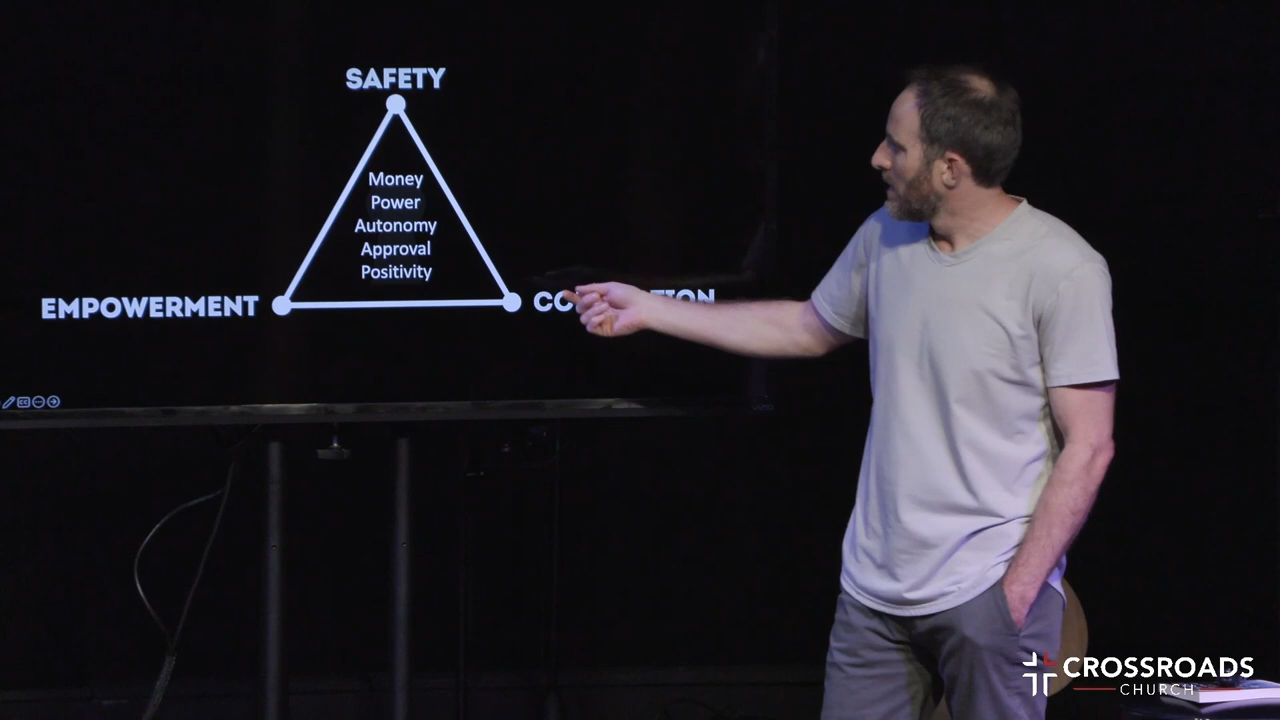 SAFETY
Money
Power
Autonomy
Approval
Positivity
EMPOWERMENT
CROSSROADS
CHURCH